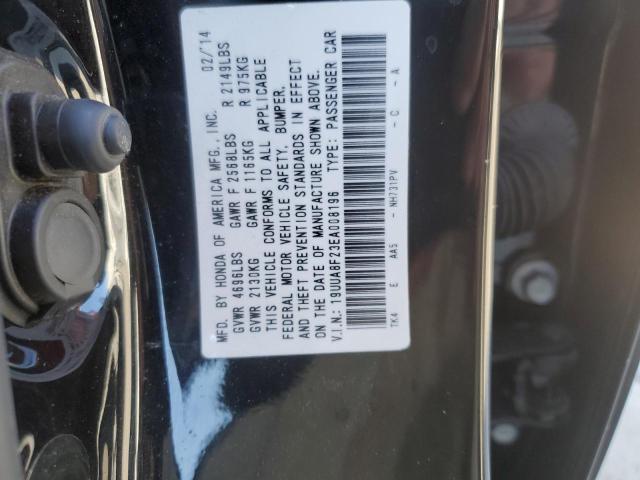 MFD. BY HONDA OF AMERICA MFG., INC. 02/'14
GVWR 4696LBS GAWR F 2568LBS R 2149LBS
GVWR 2130KG GAWR F 1165KG R 975KG
THIS VEHICLE CONFORMS TO ALL APPLICABLE
FEDERAL MOTOR VEHICLE SAFETY, BUMPER,
AND THEFT PREVENTION STANDARDS IN EFFECT
ON THE DATE OF MANUFACTURE SHOWN ABOVE.
V.I.N.: 19UUA8F23EA008196 TYPE: PASSENGER CAR
TK4 E AA5 - NH731PV - C - A